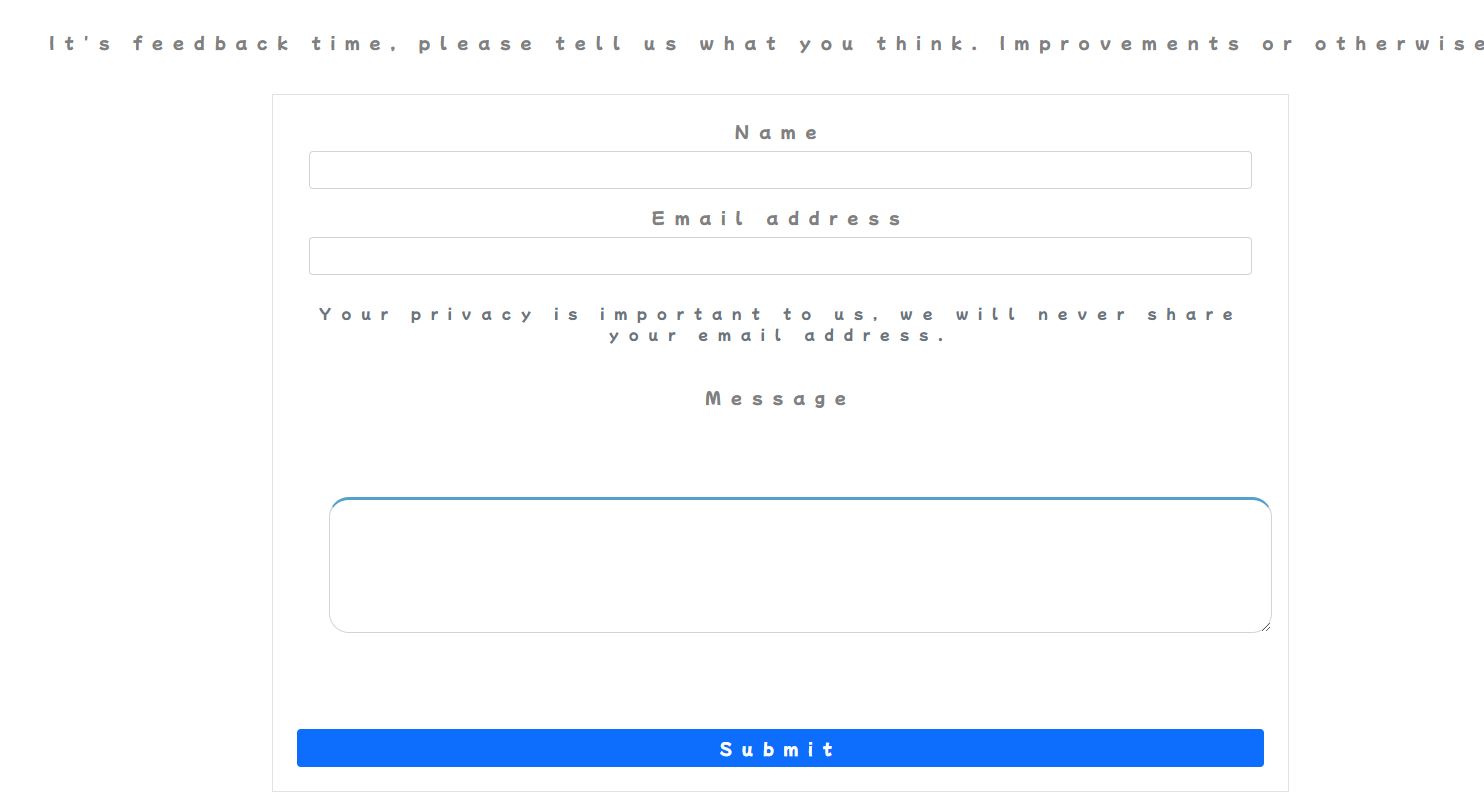 It's feedback time, please tell us what you think. Improvements or otherwise
Name
Email address
Your privacy is important to us, we will never share
your email address.
Message
Submit